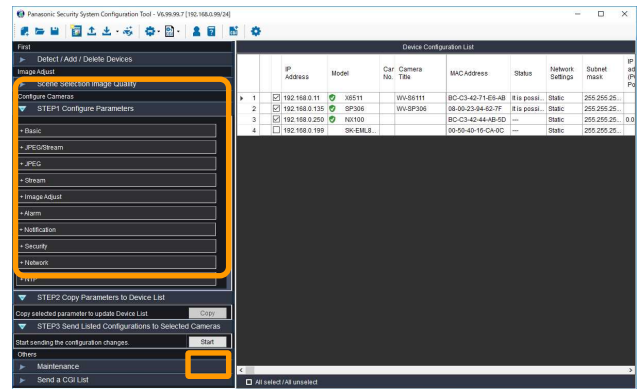 Panasonic Security System Configuration Tool - V6.99.99.7 [192.168.0.99/24]
First
Detect / Add / Delete Devices
Image Adjust
Scene Selection Image Quality
Configure Cameras
STEP1 Configure Parameters
+ Basic
+ JPEG/Stream
+ JPEG
+ Stream
+ Image Adjust
+ Alarm
+ Notification
+ Security
+ Network
+ NTP
STEP2 Copy Parameters to Device List
Copy selected parameter to update Device List Copy
STEP3 Send Listed Configurations to Selected Cameras
Start sending the configuration changes. Start
Others
Maintenance
Send a CGI List
Device Configuration List
IP Address Model Car No. Camera Title MAC Address Status Network Settings Subnet mask IP
1 192.168.0.11 X6511 WV-S6111 BC-C3-42-71-E6-AB It is possi... Static 255.255.25...
2 192.168.0.135 SP306 WV-SP306 08-00-23-94-62-7F It is possi... Static 255.255.25...
3 192.168.0.250 NX100 BC-C3-42-44-AB-5D — Static 255.255.25... 0.0
4 192.168.0.199 SK-EML8... 00-50-40-16-CA-0C — Static 255.255.25...
All select / All unselect